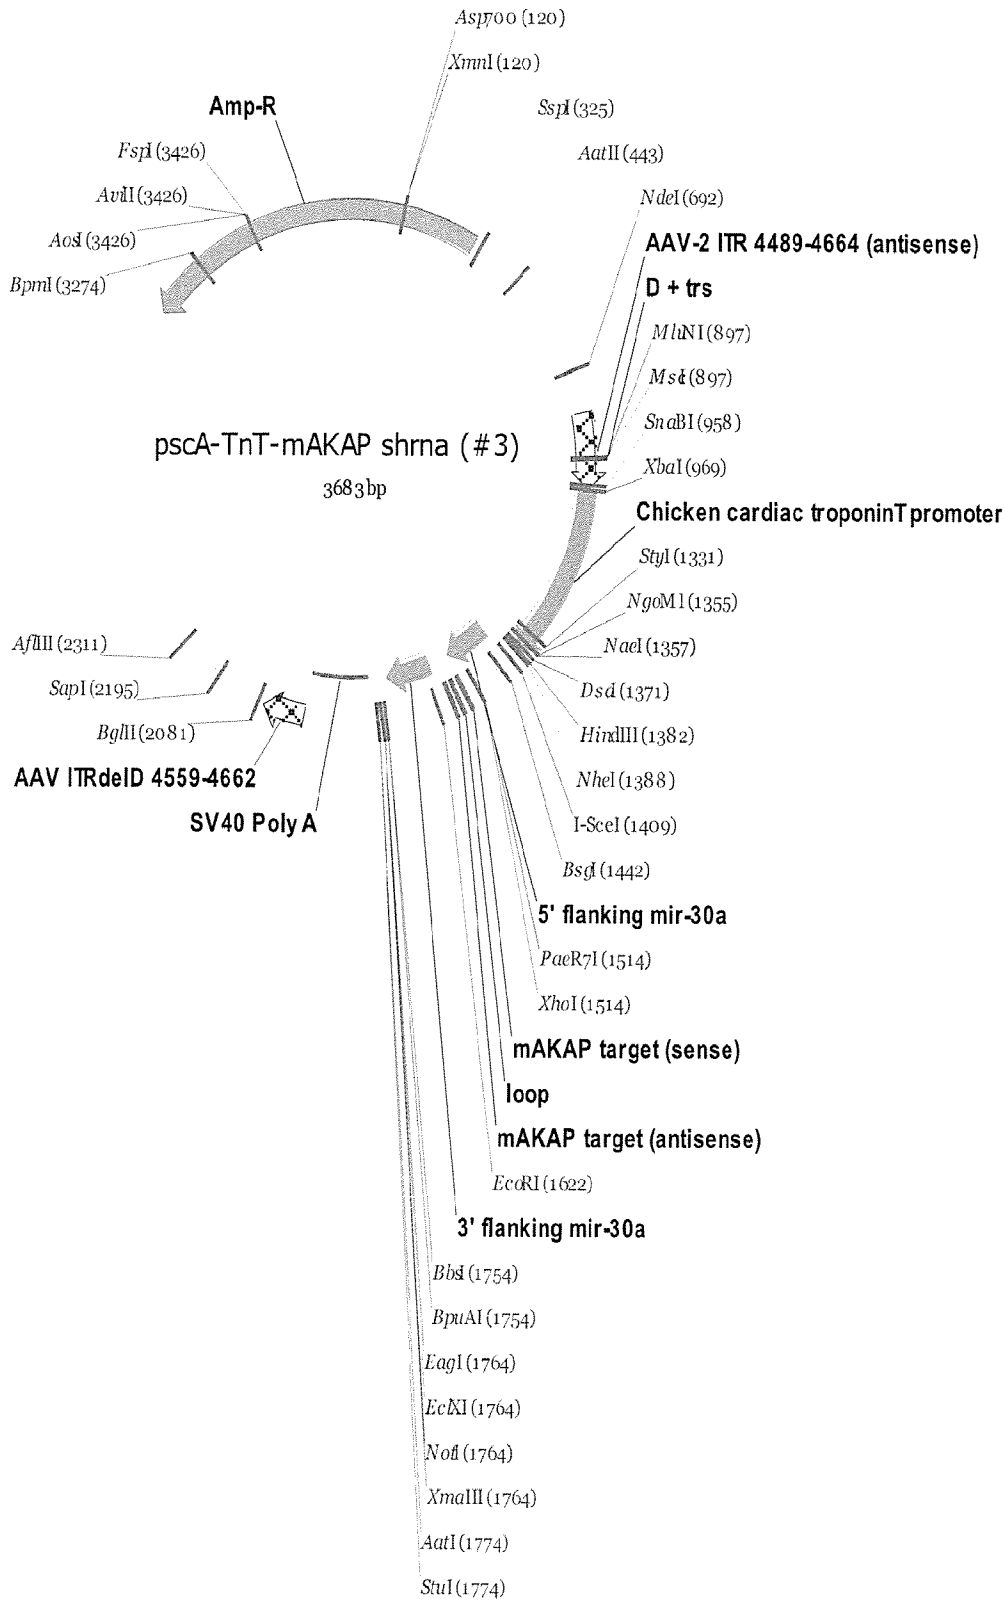 Asp700 (120)
XmnI (120)
Amp-R
SspI (325)
FspI (3426)
AatII (443)
AviII (3426)
NdeI (692)
AosI (3426)
AAV-2 ITR 4489-4664 (antisense)
BpmI (3274)
D + trs
MluNI (897)
MscI (897)
SnaBI (958)
pscA-TnT-mAKAP shrna (#3)
XbaI (969)
3683 bp
Chicken cardiac troponinT promoter
StyI (1331)
NgoMI (1355)
AflIII (2311)
NaeI (1357)
SapI (2195)
DsaI (1371)
BglII (2081)
HindIII (1382)
AAV ITRdelD 4559-4662
NheI (1388)
SV40 Poly A
I-SceI (1409)
BsgI (1442)
5' flanking mir-30a
PaeR7I (1514)
XhoI (1514)
mAKAP target (sense)
loop
mAKAP target (antisense)
EcoRI (1622)
3' flanking mir-30a
BbsI (1754)
BpuAI (1754)
EagI (1764)
EclXI (1764)
NotI (1764)
XmaIII (1764)
AatI (1774)
StuI (1774)